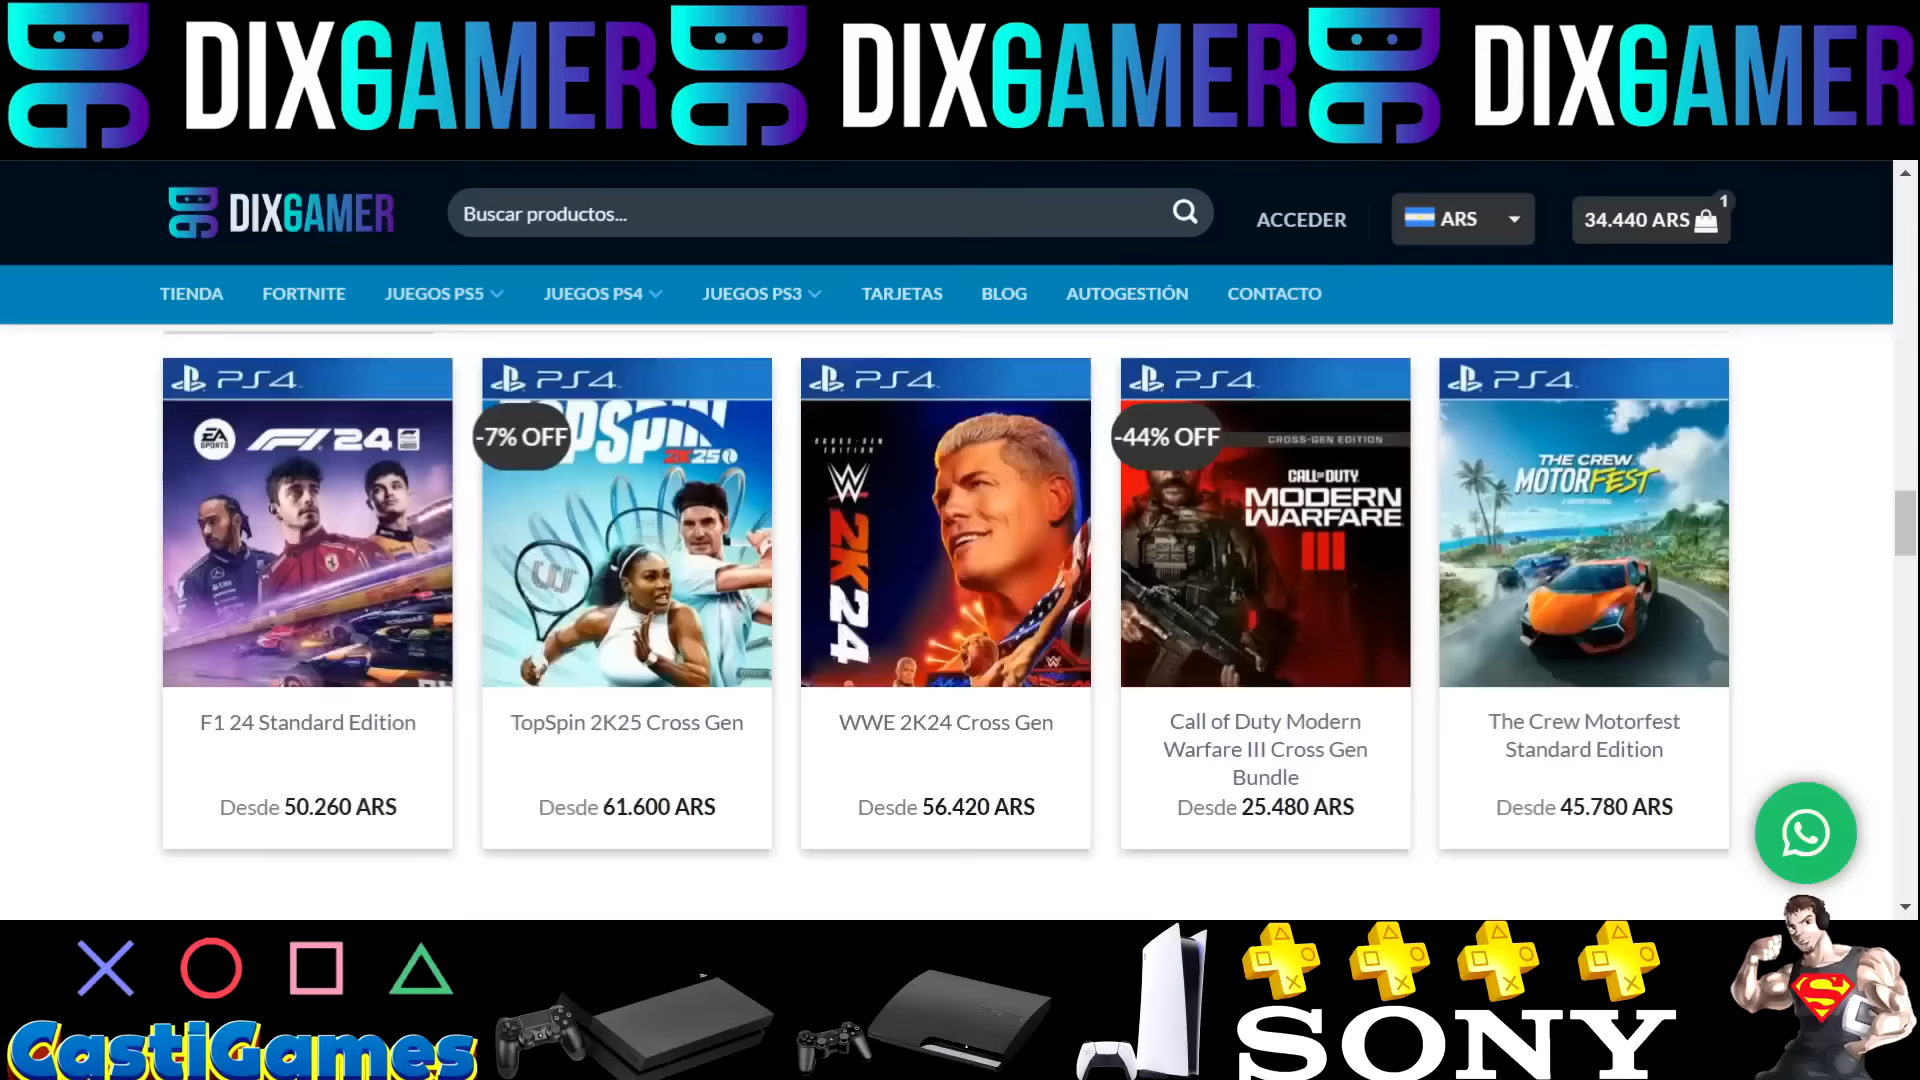 DIXGAMER DIXGAMER DIXGAMER
DIXGAMER
Buscar productos...
ACCEDER
ARS
34.440 ARS
1
TIENDA
FORTNITE
JUEGOS PS5
JUEGOS PS4
JUEGOS PS3
TARJETAS
BLOG
AUTOGESTIÓN
CONTACTO
PS4
EA SPORTS
F1 24
F1 24 Standard Edition
Desde 50.260 ARS
PS4
-7% OFF
TOPSPIN
2K25
TopSpin 2K25 Cross Gen
Desde 61.600 ARS
PS4
CROSS-GEN
EDITION
W
2K24
WWE 2K24 Cross Gen
Desde 56.420 ARS
PS4
-44% OFF
CROSS-GEN EDITION
CALL OF DUTY
MODERN
WARFARE
III
Call of Duty Modern
Warfare III Cross Gen
Bundle
Desde 25.480 ARS
PS4
THE CREW
MOTORFEST
The Crew Motorfest
Standard Edition
Desde 45.780 ARS
CastiGames
SONY
S